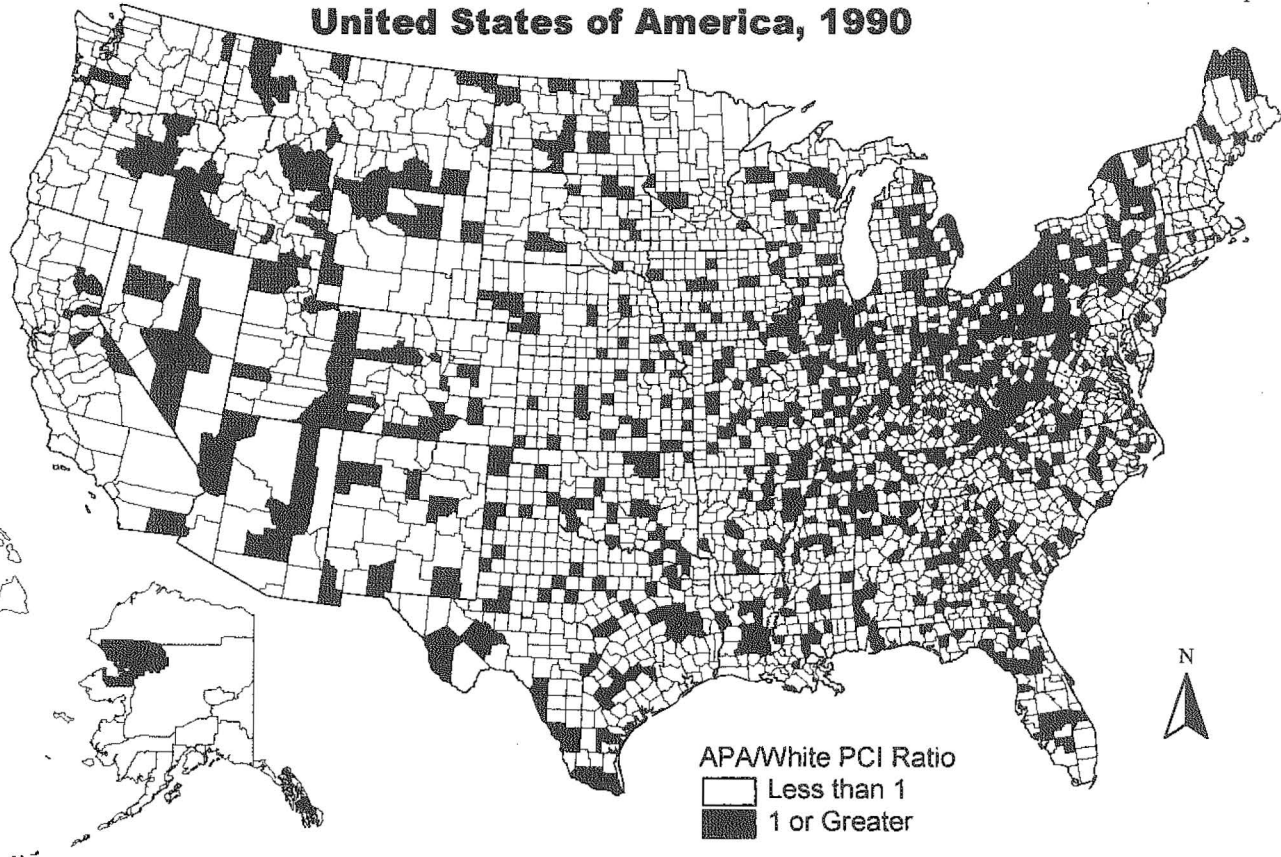 United States of America, 1990
N
APA/White PCI Ratio
Less than 1
1 or Greater